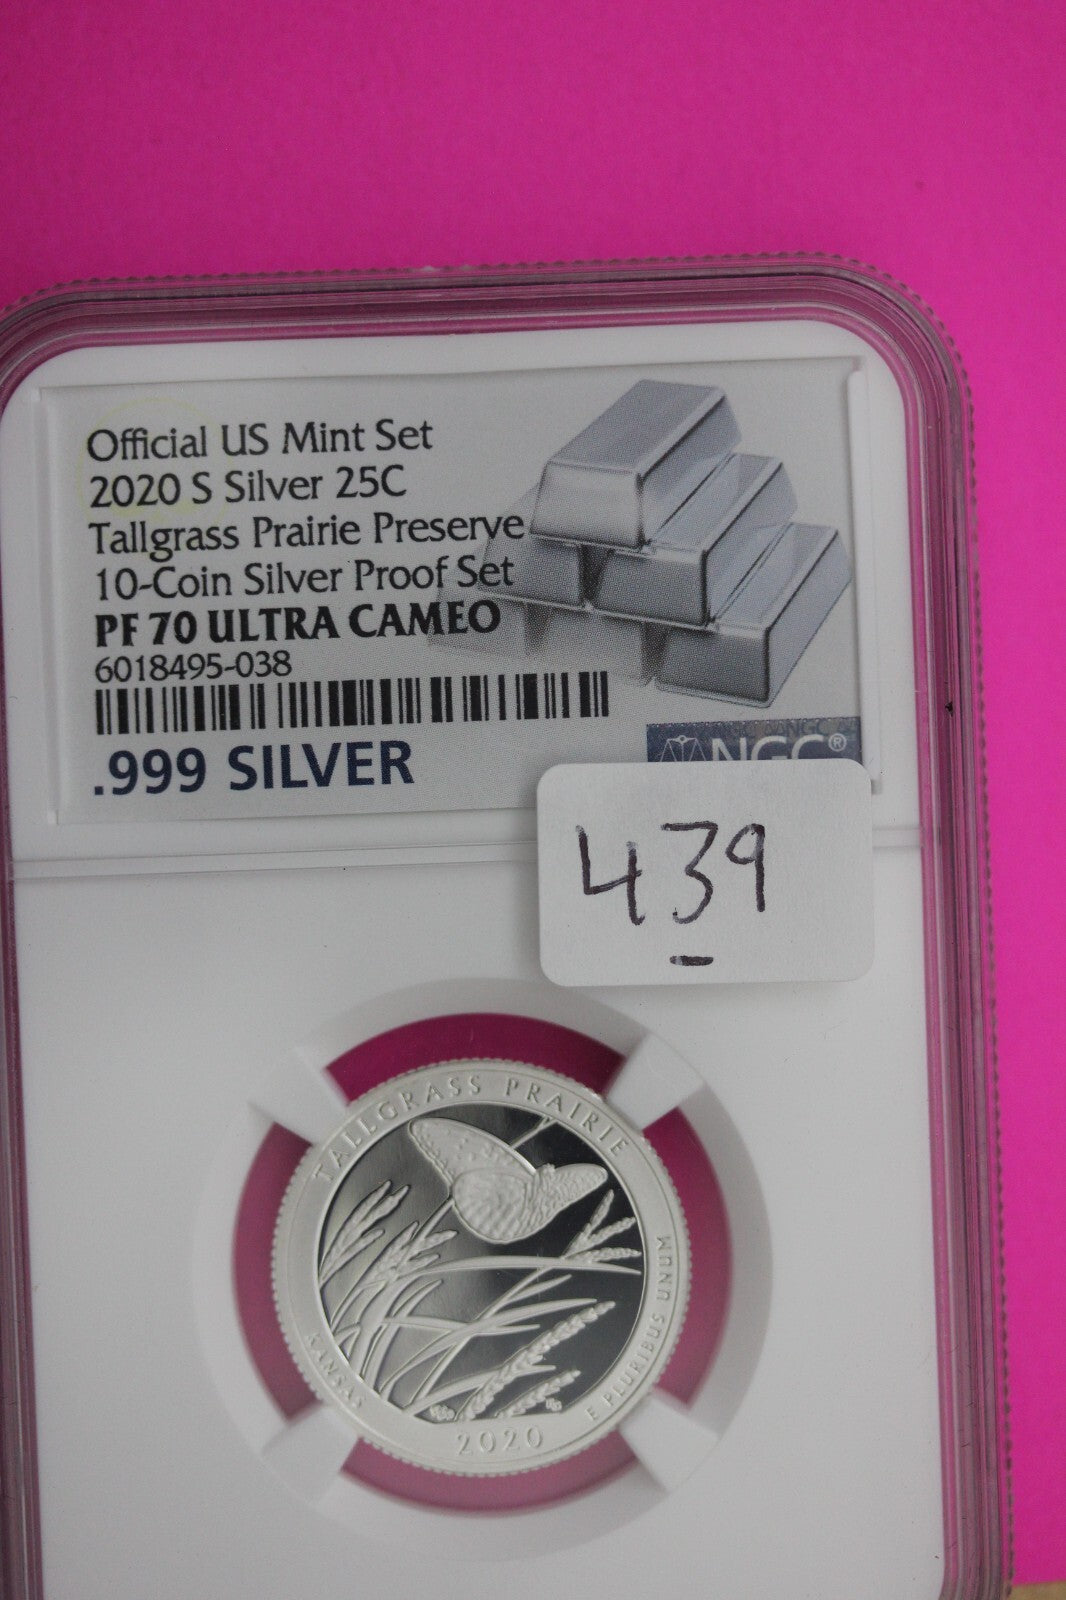 Official US Mint Set
2020 S Silver 25C
Tallgrass Prairie Preserve
10-Coin Silver Proof Set
PF 70 ULTRA CAMEO
6018495-038
.999 SILVER
NGC®
439
TALLGRASS PRAIRIE
KANSAS
2020
E PLURIBUS UNUM